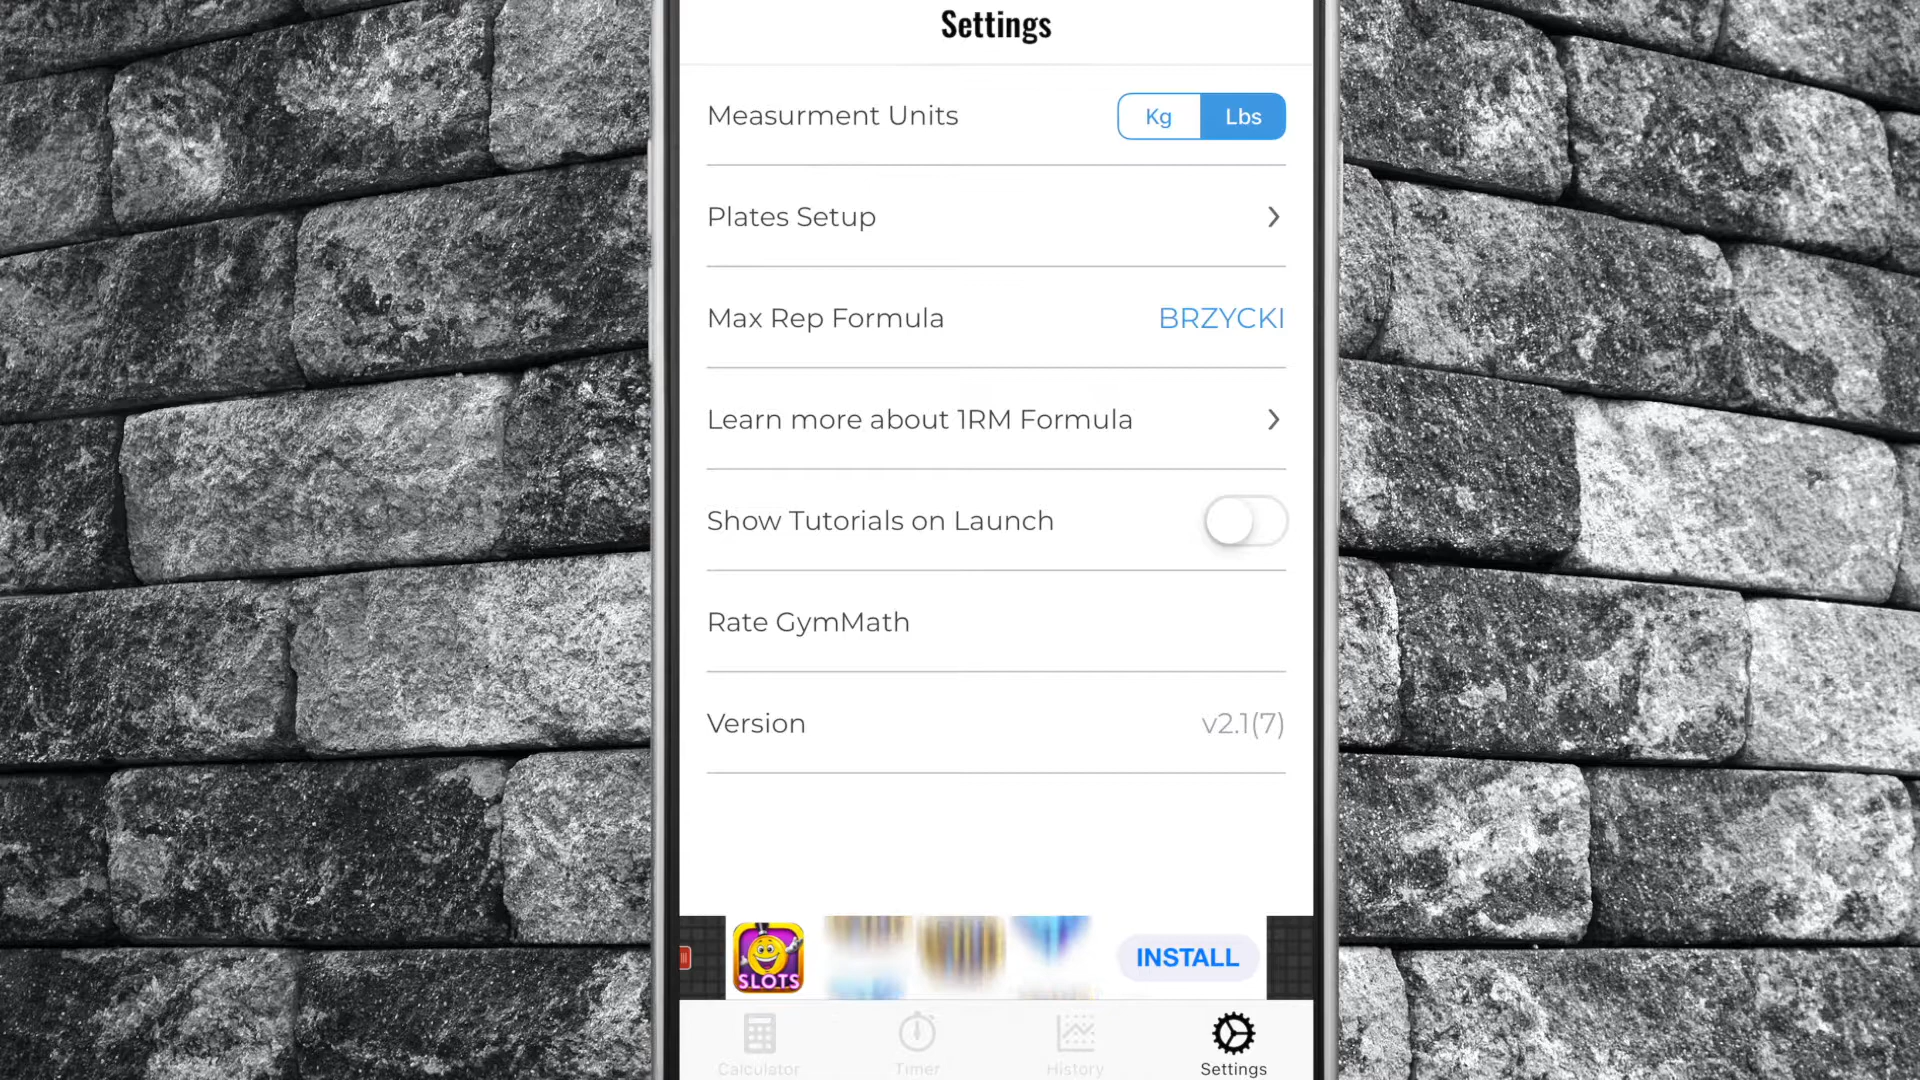 Settings
Measurment Units
Kg
Lbs
Plates Setup
Max Rep Formula
BRZYCKI
Learn more about 1RM Formula
Show Tutorials on Launch
Rate GymMath
Version
v2.1(7)
SLOTS
INSTALL
Calculator
Timer
History
Settings